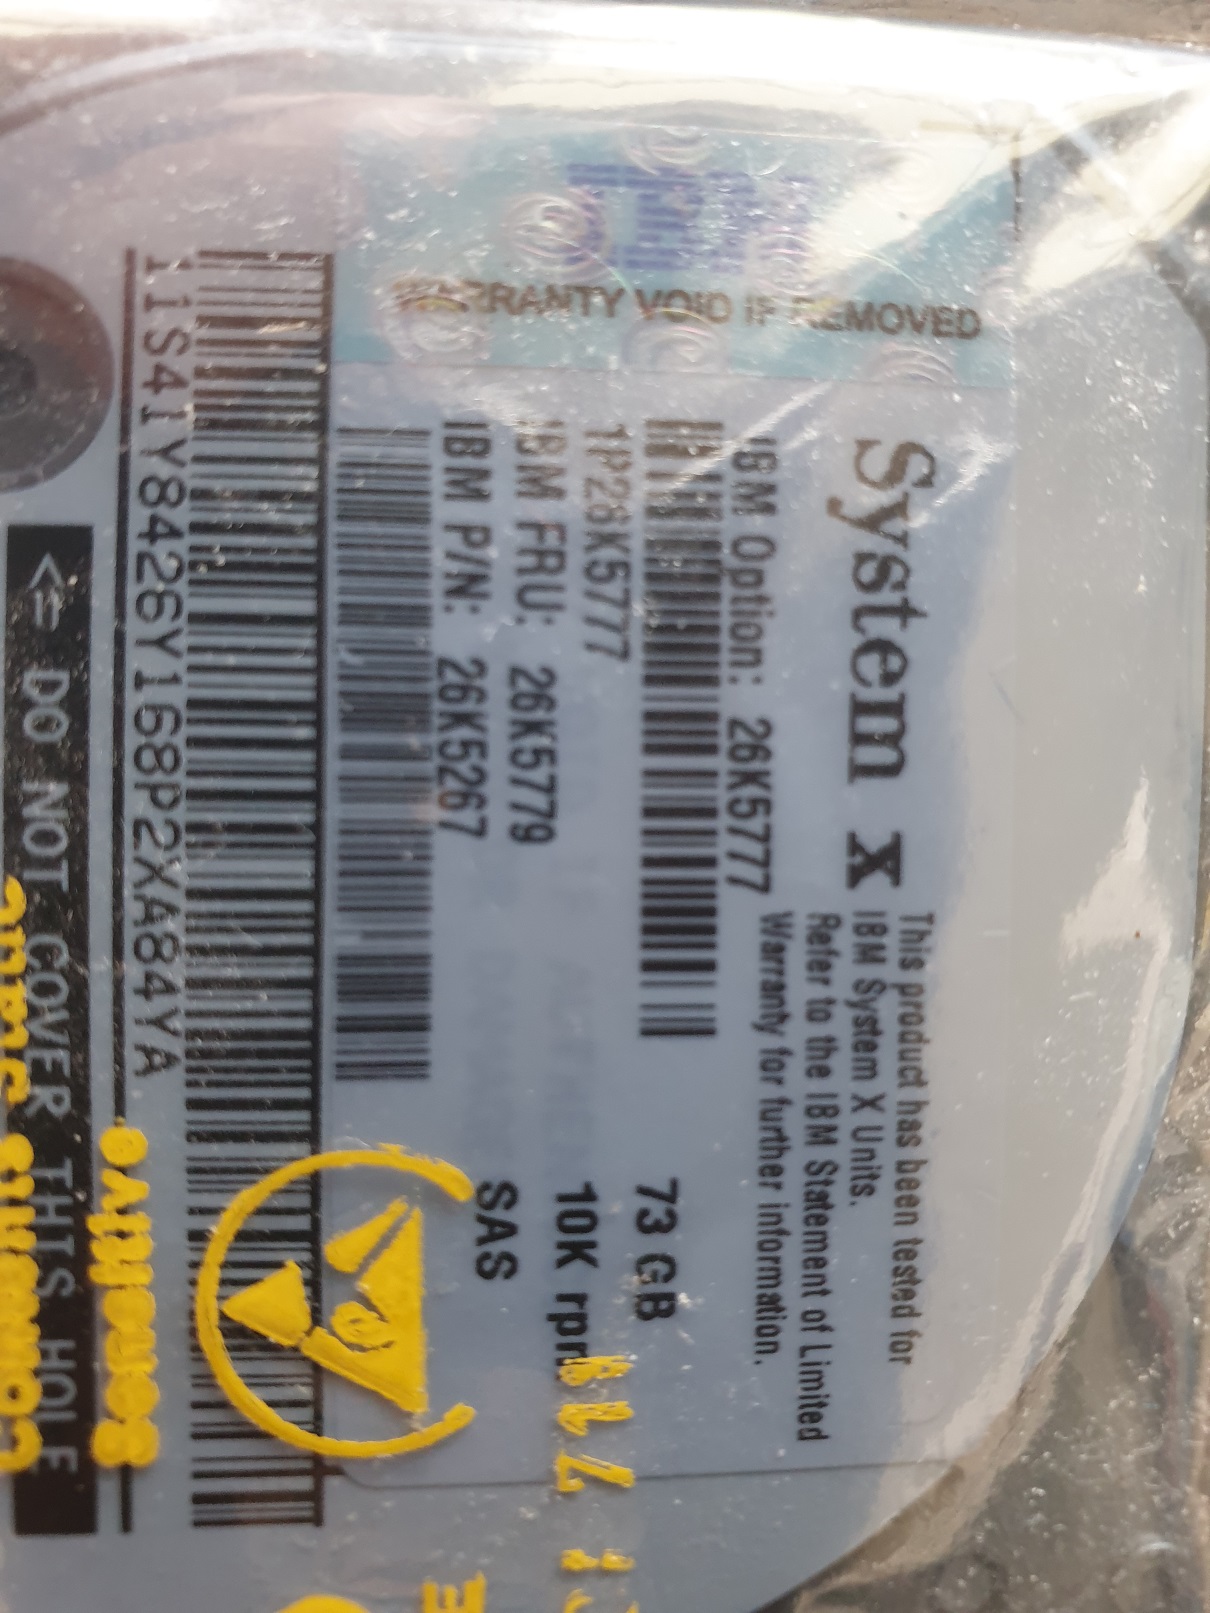 WARRANTY VOID IF REMOVED
System x
This product has been tested for
IBM System X Units.
Refer to the IBM Statement of Limited
Warranty for further information.
IBM Option: 26K5777
1P26K5777
73 GB
IBM FRU: 26K5779
10K rpm
IBM P/N: 26K5267
SAS
11S41Y8426Y168P2XA84YA
<= DO NOT COVER THIS HOLE